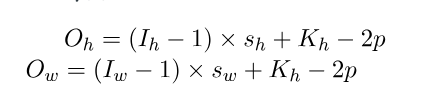 O_h = (I_h − 1) × s_h + K_h − 2p
O_w = (I_w − 1) × s_w + K_h − 2p